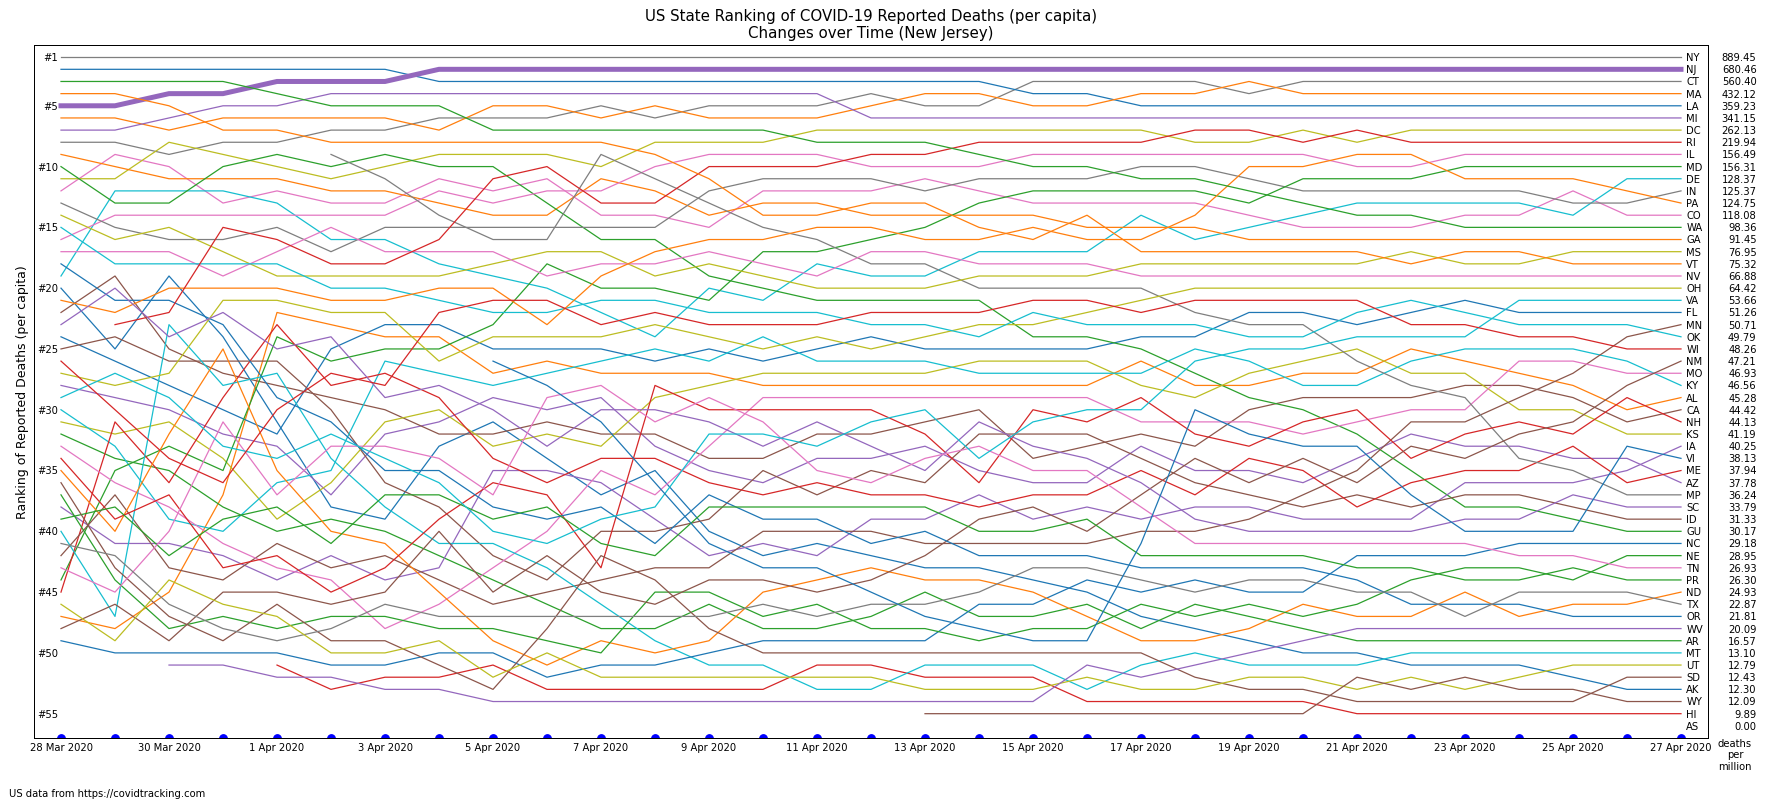 US State Ranking of COVID-19 Reported Deaths (per capita)
Changes over Time (New Jersey)
Ranking of Reported Deaths (per capita)
#1
#5
#10
#15
#20
#25
#30
#35
#40
#45
#50
#55
NY 889.45
NJ 680.46
CT 560.40
MA 432.12
LA 359.23
MI 341.15
DC 262.13
RI 219.94
IL 156.49
MD 156.31
DE 128.37
IN 125.37
PA 124.75
CO 118.08
WA 98.36
GA 91.45
MS 76.95
VT 75.32
NV 66.88
OH 64.42
VA 53.66
FL 51.26
MN 50.71
OK 49.79
WI 48.26
NM 47.21
MO 46.93
KY 46.56
AL 45.28
CA 44.42
NH 44.13
KS 41.19
IA 40.25
VI 38.13
ME 37.94
AZ 37.78
MP 36.24
SC 33.79
ID 31.33
GU 30.17
NC 29.18
NE 28.95
TN 26.93
PR 26.30
ND 24.93
TX 22.87
OR 21.81
WV 20.09
AR 16.57
MT 13.10
UT 12.79
SD 12.43
AK 12.30
WY 12.09
HI 9.89
AS 0.00
28 Mar 2020 30 Mar 2020 1 Apr 2020 3 Apr 2020 5 Apr 2020 7 Apr 2020 9 Apr 2020 11 Apr 2020 13 Apr 2020 15 Apr 2020 17 Apr 2020 19 Apr 2020 21 Apr 2020 23 Apr 2020 25 Apr 2020 27 Apr 2020
deaths
per
million
US data from https://covidtracking.com